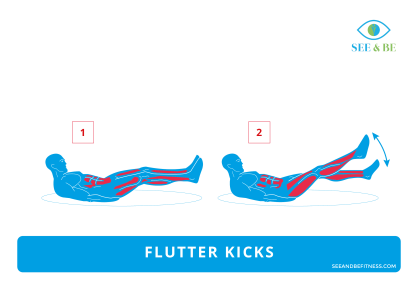 SEE & BE
1
2
FLUTTER KICKS
SEEANDBEFITNESS.COM